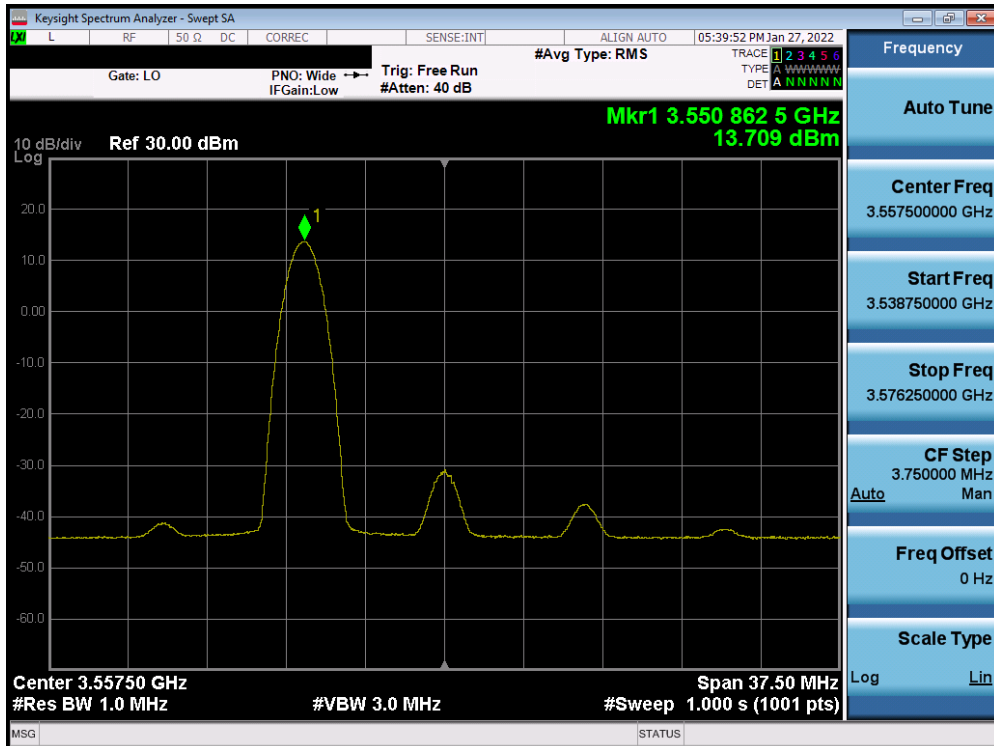 Keysight Spectrum Analyzer - Swept SA
LXI L RF 50 Ω DC CORREC SENSE:INT ALIGN AUTO 05:39:52 PM Jan 27, 2022
Gate: LO
PNO: Wide
IFGain:Low
Trig: Free Run
#Atten: 40 dB
#Avg Type: RMS
TRACE 1 2 3 4 5 6
TYPE A WWWWW
DET A N N N N N
Mkr1 3.550 862 5 GHz
13.709 dBm
10 dB/div Ref 30.00 dBm
Log
1
20.0
10.0
0.00
-10.0
-20.0
-30.0
-40.0
-50.0
-60.0
Center 3.55750 GHz Span 37.50 MHz
#Res BW 1.0 MHz #VBW 3.0 MHz #Sweep 1.000 s (1001 pts)
MSG STATUS
Frequency
Auto Tune
Center Freq
3.557500000 GHz
Start Freq
3.538750000 GHz
Stop Freq
3.576250000 GHz
CF Step
3.750000 MHz
Auto Man
Freq Offset
0 Hz
Scale Type
Log Lin